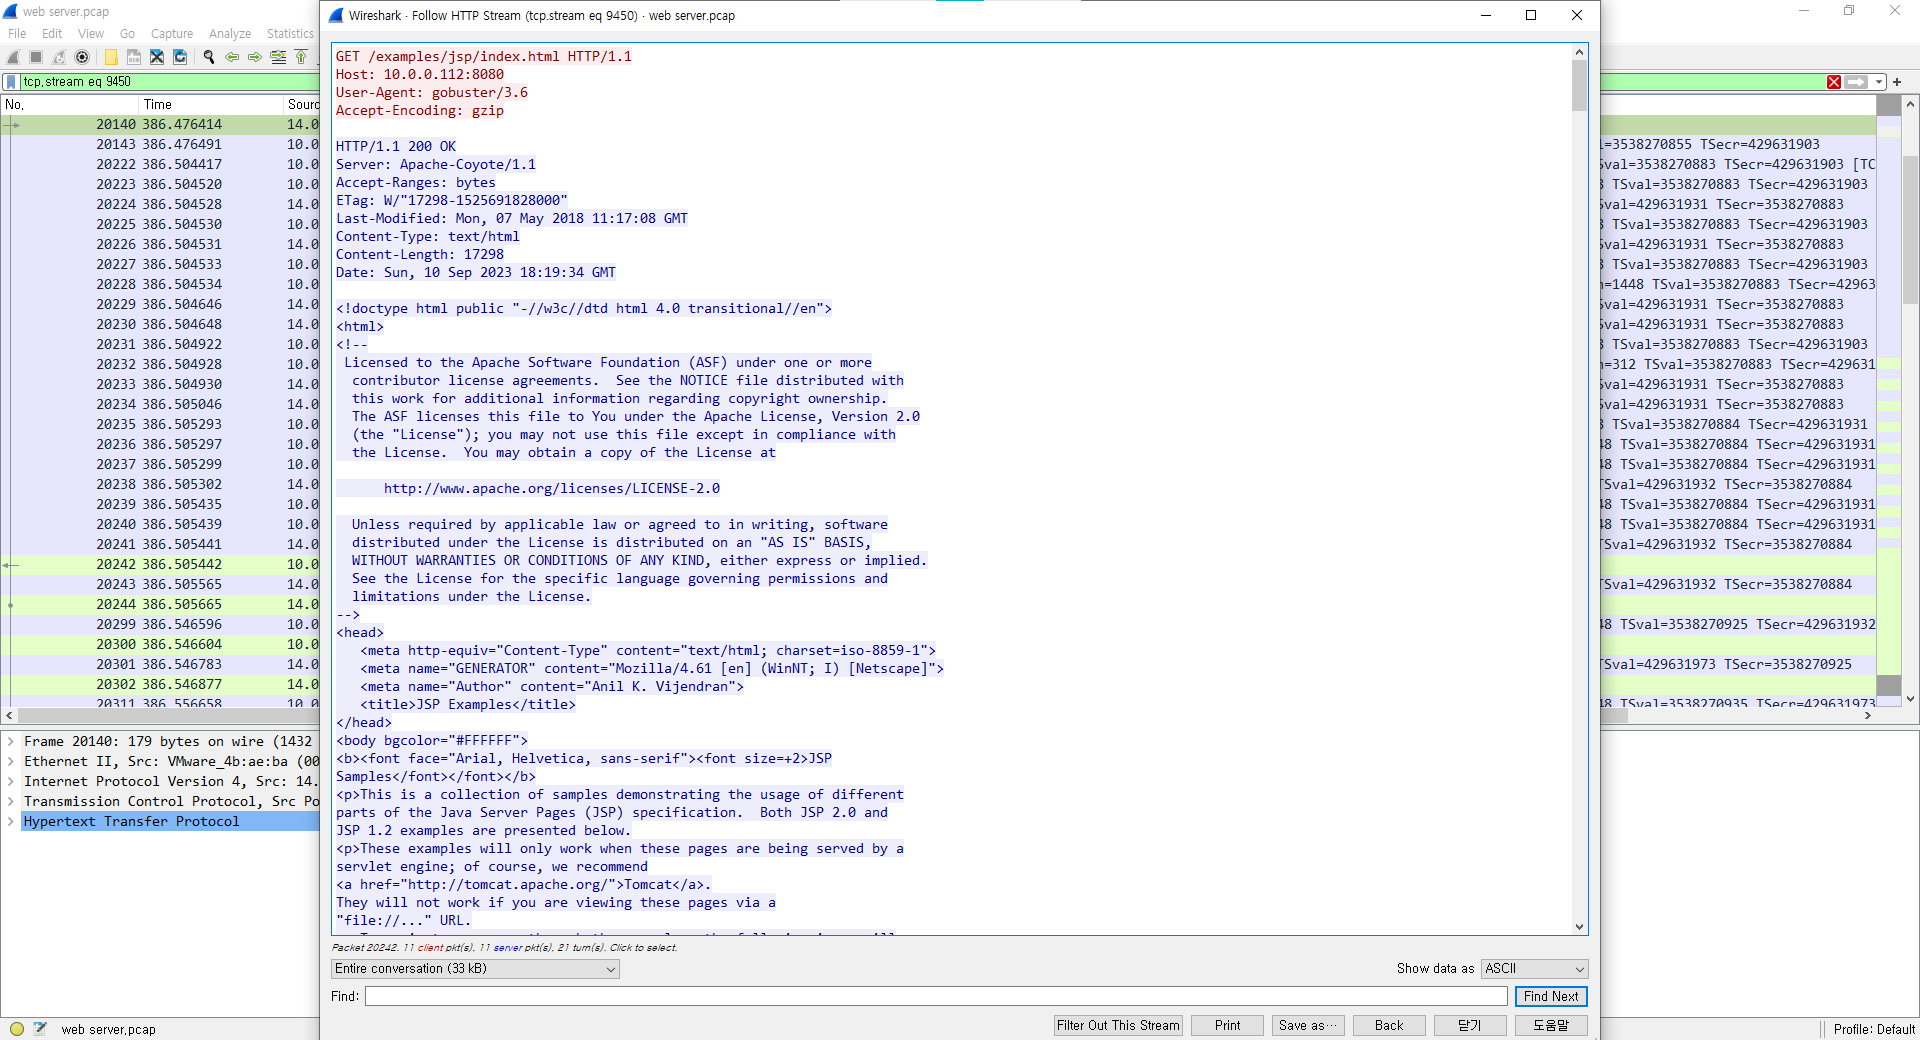 web server.pcap
File Edit View Go Capture Analyze Statistics
tcp.stream eq 9450
No. Time Sourc
20140 386.476414 14.0
20143 386.476491 10.0
20222 386.504417 14.0
20223 386.504520 10.0
20224 386.504528 14.0
20225 386.504530 10.0
20226 386.504531 14.0
20227 386.504533 10.0
20228 386.504534 10.0
20229 386.504646 14.0
20230 386.504648 14.0
20231 386.504922 10.0
20232 386.504928 10.0
20233 386.504930 14.0
20234 386.505046 14.0
20235 386.505293 10.0
20236 386.505297 10.0
20237 386.505299 10.0
20238 386.505302 14.0
20239 386.505435 10.0
20240 386.505439 10.0
20241 386.505441 14.0
20242 386.505442 10.0
20243 386.505565 14.0
20244 386.505665 14.0
20299 386.546596 10.0
20300 386.546604 10.0
20301 386.546783 14.0
20302 386.546877 14.0
20311 386.556658 10.0
Frame 20140: 179 bytes on wire (1432
Ethernet II, Src: VMware_4b:ae:ba (00
Internet Protocol Version 4, Src: 14.
Transmission Control Protocol, Src Po
Hypertext Transfer Protocol
web server.pcap
Wireshark · Follow HTTP Stream (tcp.stream eq 9450) · web server.pcap
GET /examples/jsp/index.html HTTP/1.1
Host: 10.0.0.112:8080
User-Agent: gobuster/3.6
Accept-Encoding: gzip
HTTP/1.1 200 OK
Server: Apache-Coyote/1.1
Accept-Ranges: bytes
ETag: W/"17298-1525691828000"
Last-Modified: Mon, 07 May 2018 11:17:08 GMT
Content-Type: text/html
Content-Length: 17298
Date: Sun, 10 Sep 2023 18:19:34 GMT
<!doctype html public "-//w3c//dtd html 4.0 transitional//en">
<html>
<!--
Licensed to the Apache Software Foundation (ASF) under one or more
contributor license agreements.  See the NOTICE file distributed with
this work for additional information regarding copyright ownership.
The ASF licenses this file to You under the Apache License, Version 2.0
(the "License"); you may not use this file except in compliance with
the License.  You may obtain a copy of the License at
http://www.apache.org/licenses/LICENSE-2.0
Unless required by applicable law or agreed to in writing, software
distributed under the License is distributed on an "AS IS" BASIS,
WITHOUT WARRANTIES OR CONDITIONS OF ANY KIND, either express or implied.
See the License for the specific language governing permissions and
limitations under the License.
-->
<head>
<meta http-equiv="Content-Type" content="text/html; charset=iso-8859-1">
<meta name="GENERATOR" content="Mozilla/4.61 [en] (WinNT; I) [Netscape]">
<meta name="Author" content="Anil K. Vijendran">
<title>JSP Examples</title>
</head>
<body bgcolor="#FFFFFF">
<b><font face="Arial, Helvetica, sans-serif"><font size=+2>JSP
Samples</font></font></b>
<p>This is a collection of samples demonstrating the usage of different
parts of the Java Server Pages (JSP) specification.  Both JSP 2.0 and
JSP 1.2 examples are presented below.
<p>These examples will only work when these pages are being served by a
servlet engine; of course, we recommend
<a href="http://tomcat.apache.org/">Tomcat</a>.
They will not work if you are viewing these pages via a
"file://..." URL.
Packet 20242. 11 client pkt(s), 11 server pkt(s), 21 turn(s). Click to select.
Entire conversation (33 kB) Show data as ASCII
Find: Find Next
Filter Out This Stream Print Save as… Back 닫기 도움말
l=3538270855 TSecr=429631903
Sval=3538270883 TSecr=429631903 [TC
8 TSval=3538270883 TSecr=429631903
Sval=429631931 TSecr=3538270883
8 TSval=3538270883 TSecr=429631903
Sval=429631931 TSecr=3538270883
8 TSval=3538270883 TSecr=429631903
n=1448 TSval=3538270883 TSecr=42963
Sval=429631931 TSecr=3538270883
Sval=429631931 TSecr=3538270883
8 TSval=3538270883 TSecr=429631903
n=312 TSval=3538270883 TSecr=429631
Sval=429631931 TSecr=3538270883
Sval=429631931 TSecr=3538270883
8 TSval=3538270884 TSecr=429631931
48 TSval=3538270884 TSecr=429631931
48 TSval=3538270884 TSecr=429631931
TSval=429631932 TSecr=3538270884
48 TSval=3538270884 TSecr=429631931
48 TSval=3538270884 TSecr=429631931
TSval=429631932 TSecr=3538270884
TSval=429631932 TSecr=3538270884
48 TSval=3538270925 TSecr=429631932
TSval=429631973 TSecr=3538270925
48 TSval=3538270935 TSecr=429631973
Profile: Default